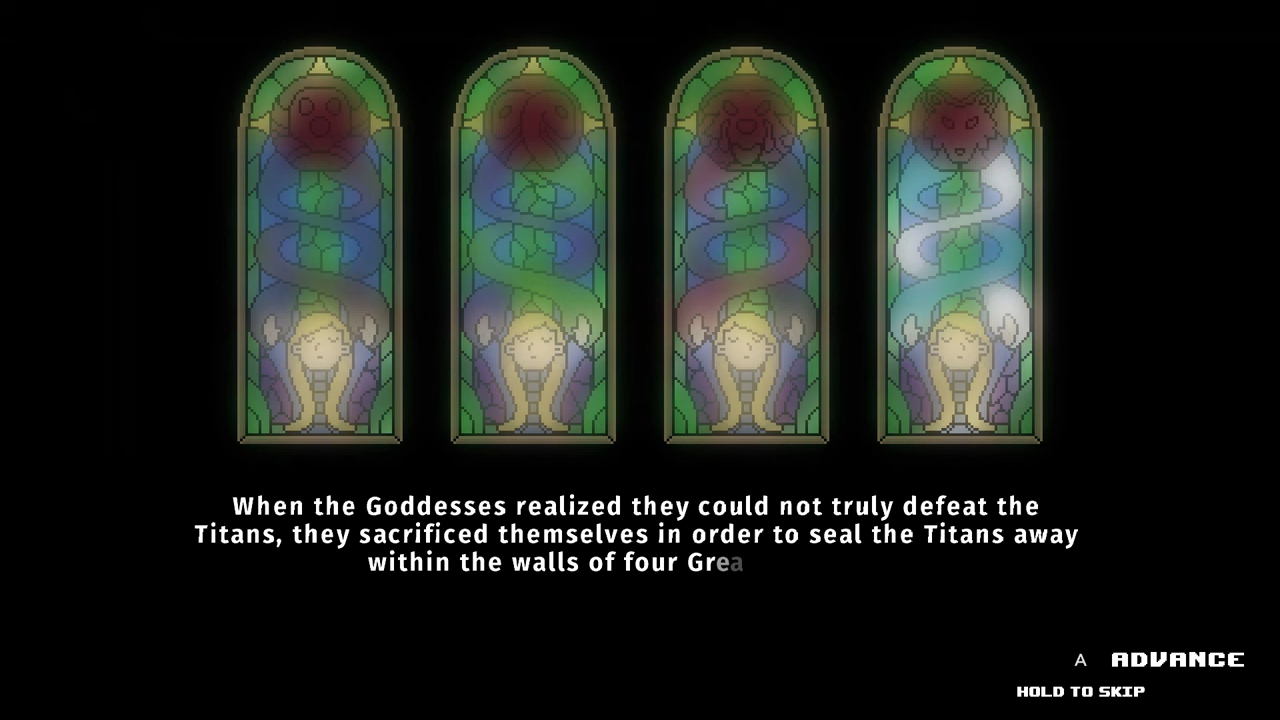 When the Goddesses realized they could not truly defeat the
Titans, they sacrificed themselves in order to seal the Titans away
within the walls of four Grea
A ADVANCE
HOLD TO SKIP